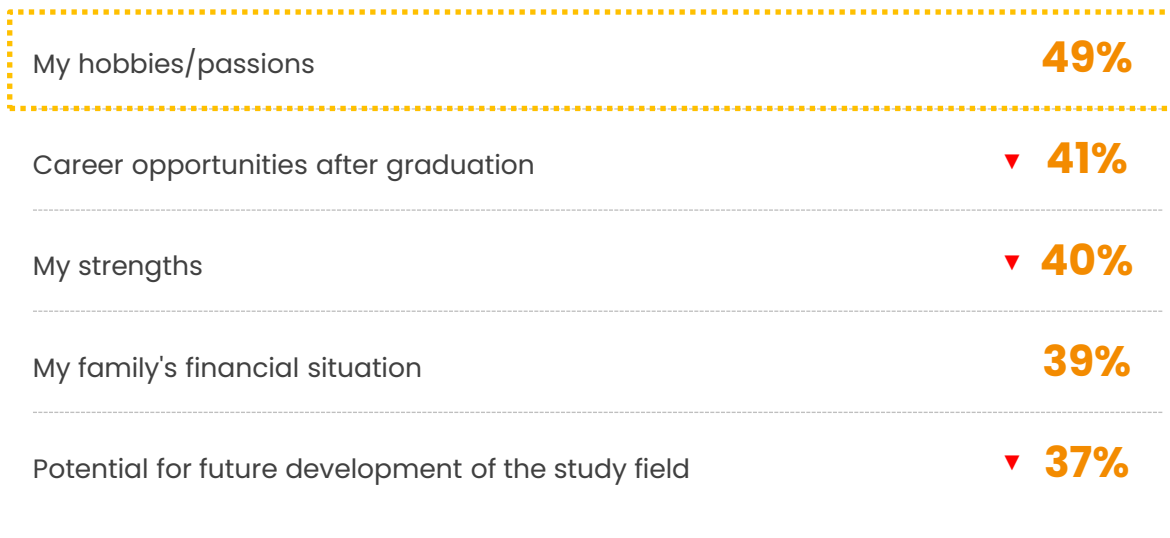 My hobbies/passions 49%
Career opportunities after graduation ▼ 41%
My strengths ▼ 40%
My family's financial situation 39%
Potential for future development of the study field ▼ 37%